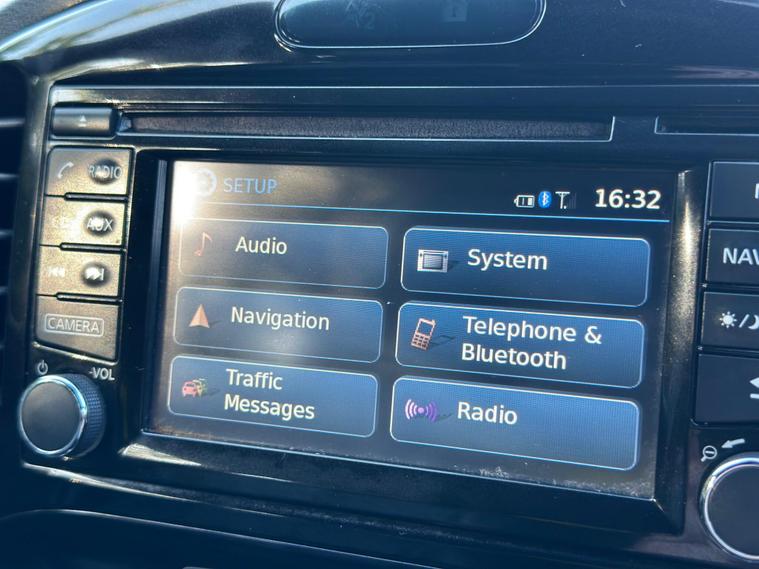 RADIO
AUX
CAMERA
-VOL
SETUP
16:32
Audio
System
Navigation
Telephone &
Bluetooth
Traffic
Messages
Radio
NAV